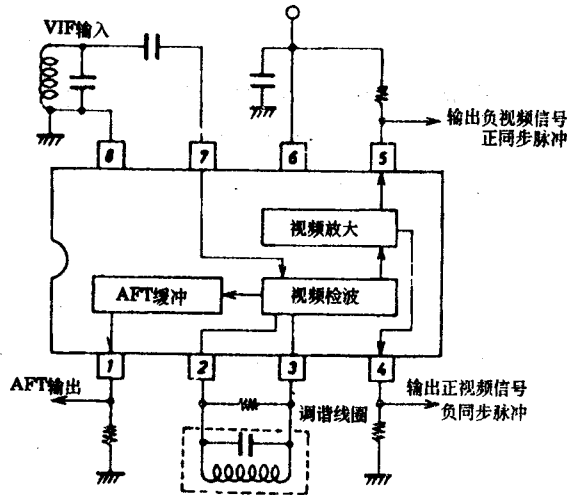 VIF输入
输出负视频信号
正同步脉冲
8
7
6
5
视频放大
AFT缓冲
视频检波
1
2
3
4
AFT输出
调谐线圈
输出正视频信号
负同步脉冲